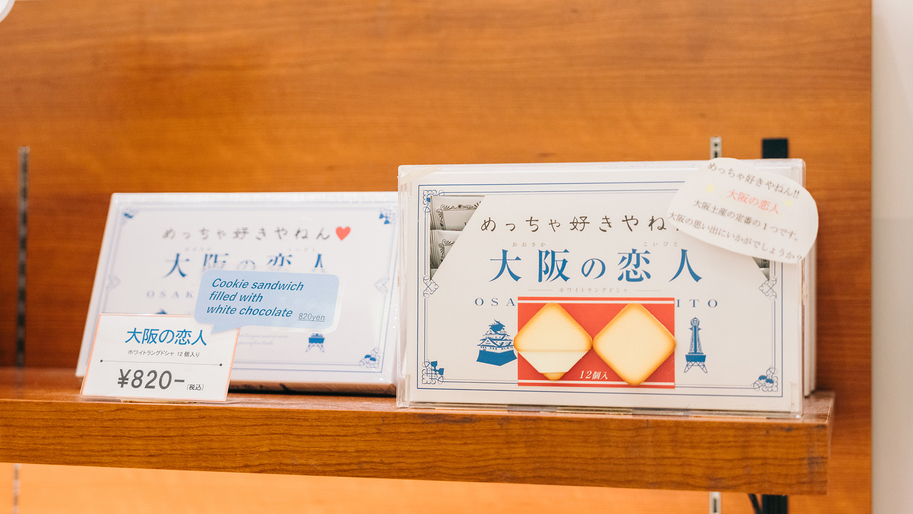 めっちゃ好きやねん♥
大阪の恋人
OSAK
Cookie sandwich
filled with
white chocolate 820yen
大阪の恋人
ホワイトラングドシャ 12個入り
¥820-
(税込)
めっちゃ好きやね
おおさか こいびと
大阪の恋人
ホワイトラングドシャ
OSA ITO
12個入
めっちゃ好きやねん!!
大阪の恋人
大阪土産の定番の1つです。
大阪の思い出にいかがでしょうか?